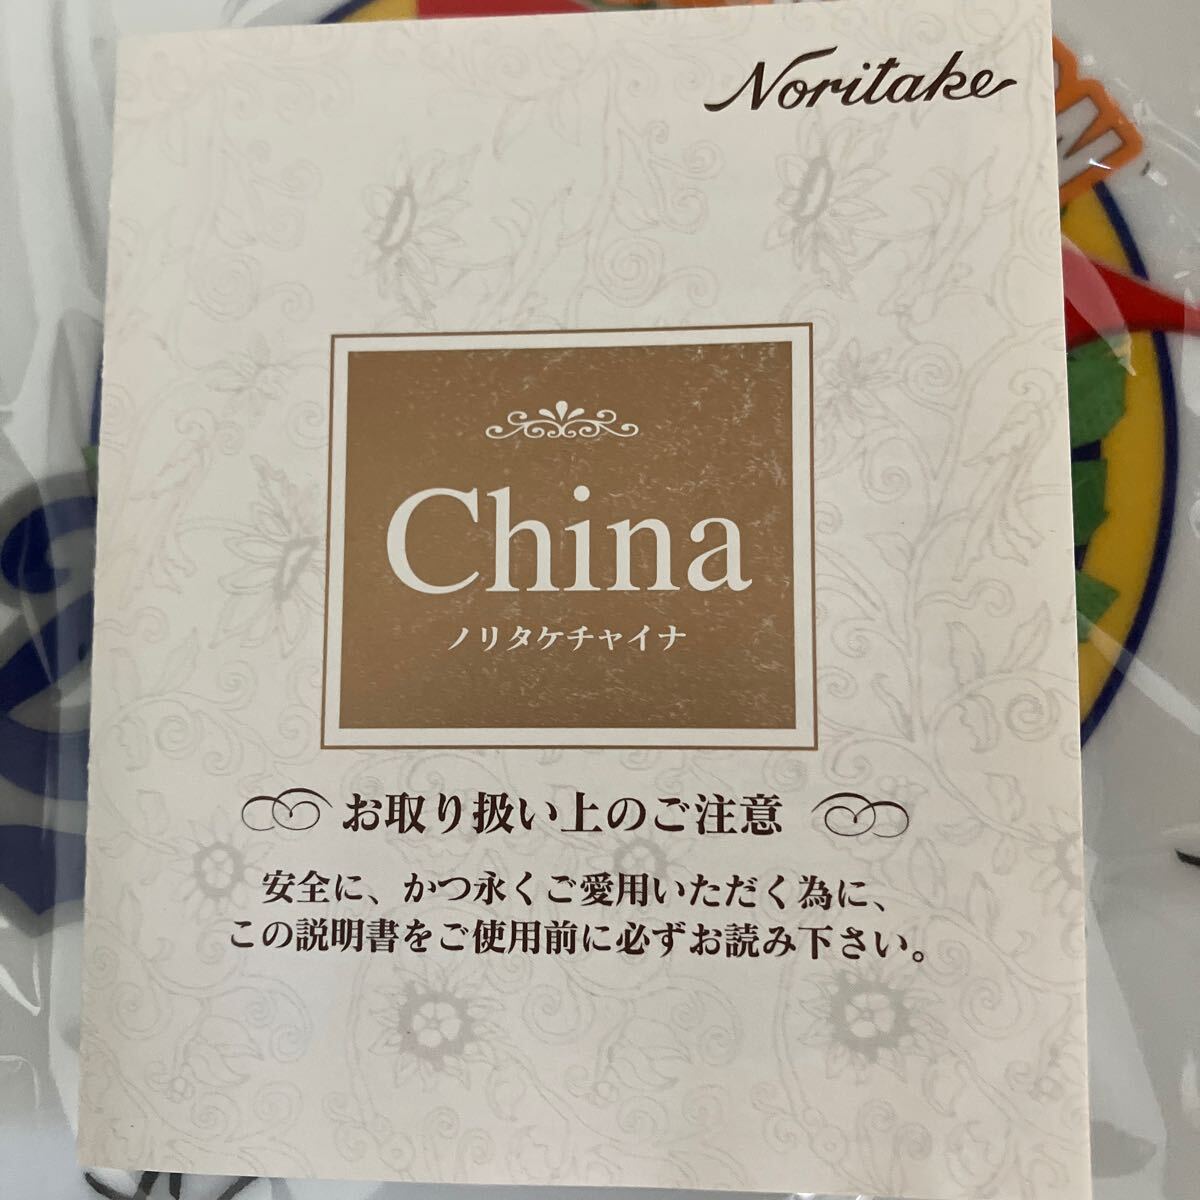 Noritake
China
ノリタケチャイナ
お取り扱い上のご注意
安全に、かつ永くご愛用いただく為に、
この説明書をご使用前に必ずお読み下さい。